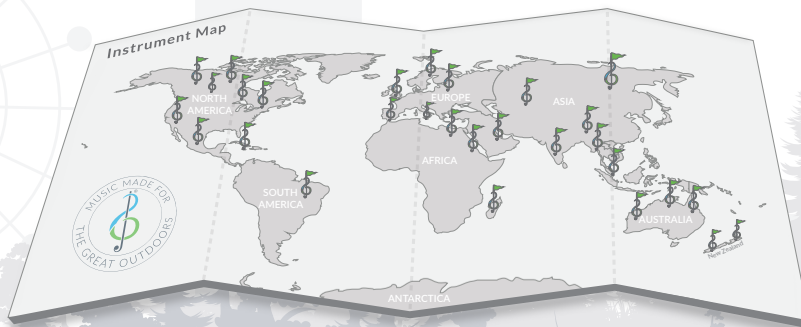 Instrument Map
NORTH
AMERICA
EUROPE
ASIA
AFRICA
SOUTH
AMERICA
AUSTRALIA
New Zealand
MUSIC MADE FOR
THE GREAT OUTDOORS
ANTARCTICA